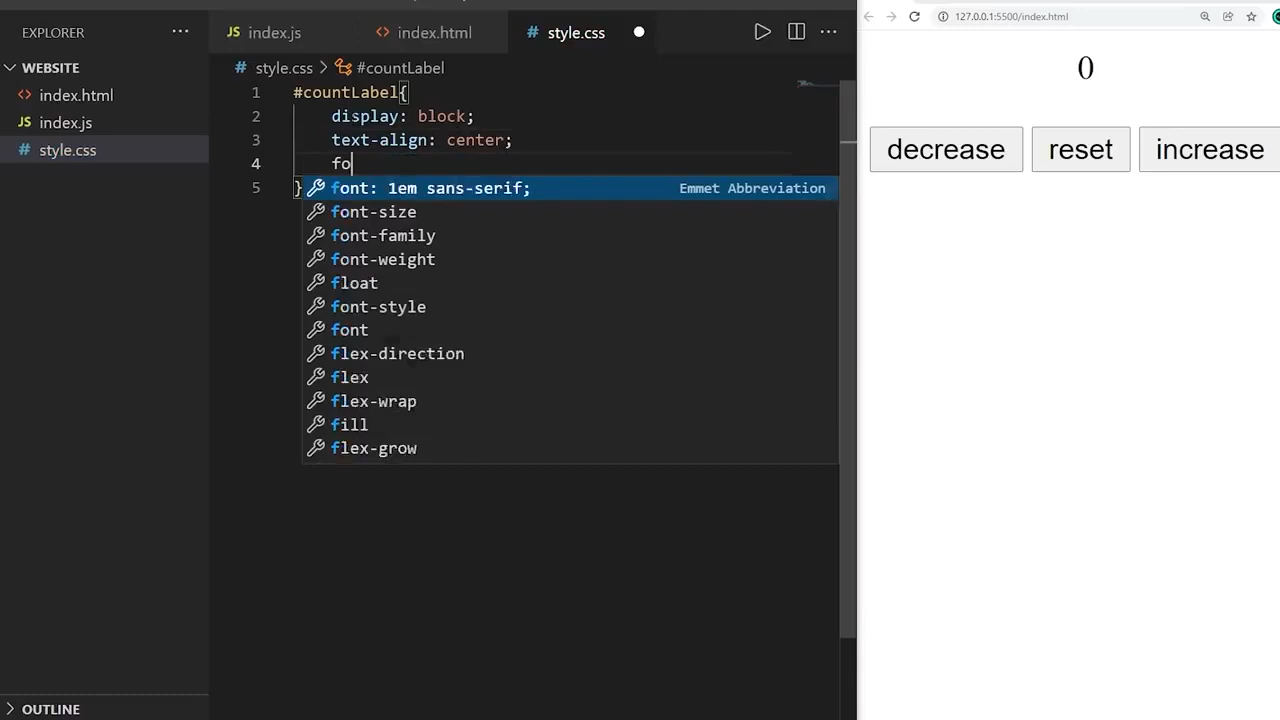 EXPLORER
WEBSITE
<> index.html
JS index.js
# style.css
OUTLINE
JS index.js
<> index.html
# style.css
# style.css > #countLabel
1 #countLabel{
2 display: block;
3 text-align: center;
4 fo
5 }
font: 1em sans-serif; Emmet Abbreviation
font-size
font-family
font-weight
float
font-style
font
flex-direction
flex
flex-wrap
fill
flex-grow
127.0.0.1:5500/index.html
0
decrease reset increase